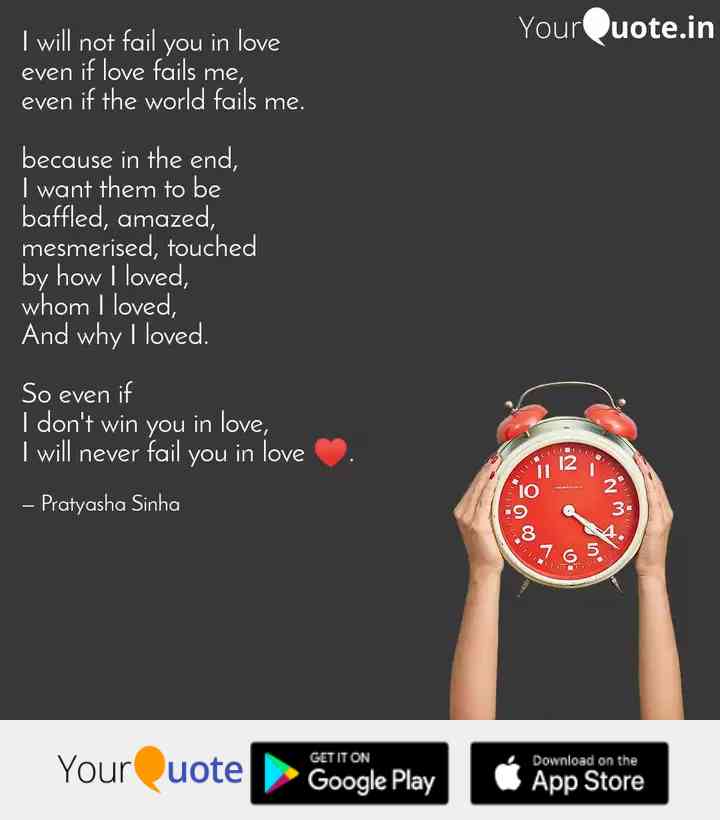 YourQuote.in
I will not fail you in love
even if love fails me,
even if the world fails me.
because in the end,
I want them to be
baffled, amazed,
mesmerised, touched
by how I loved,
whom I loved,
And why I loved.
So even if
I don't win you in love,
I will never fail you in love ❤️.
– Pratyasha Sinha
12
1
2
3
4
5
6
7
8
9
10
11
YourQuote
GET IT ON
Google Play
Download on the
App Store